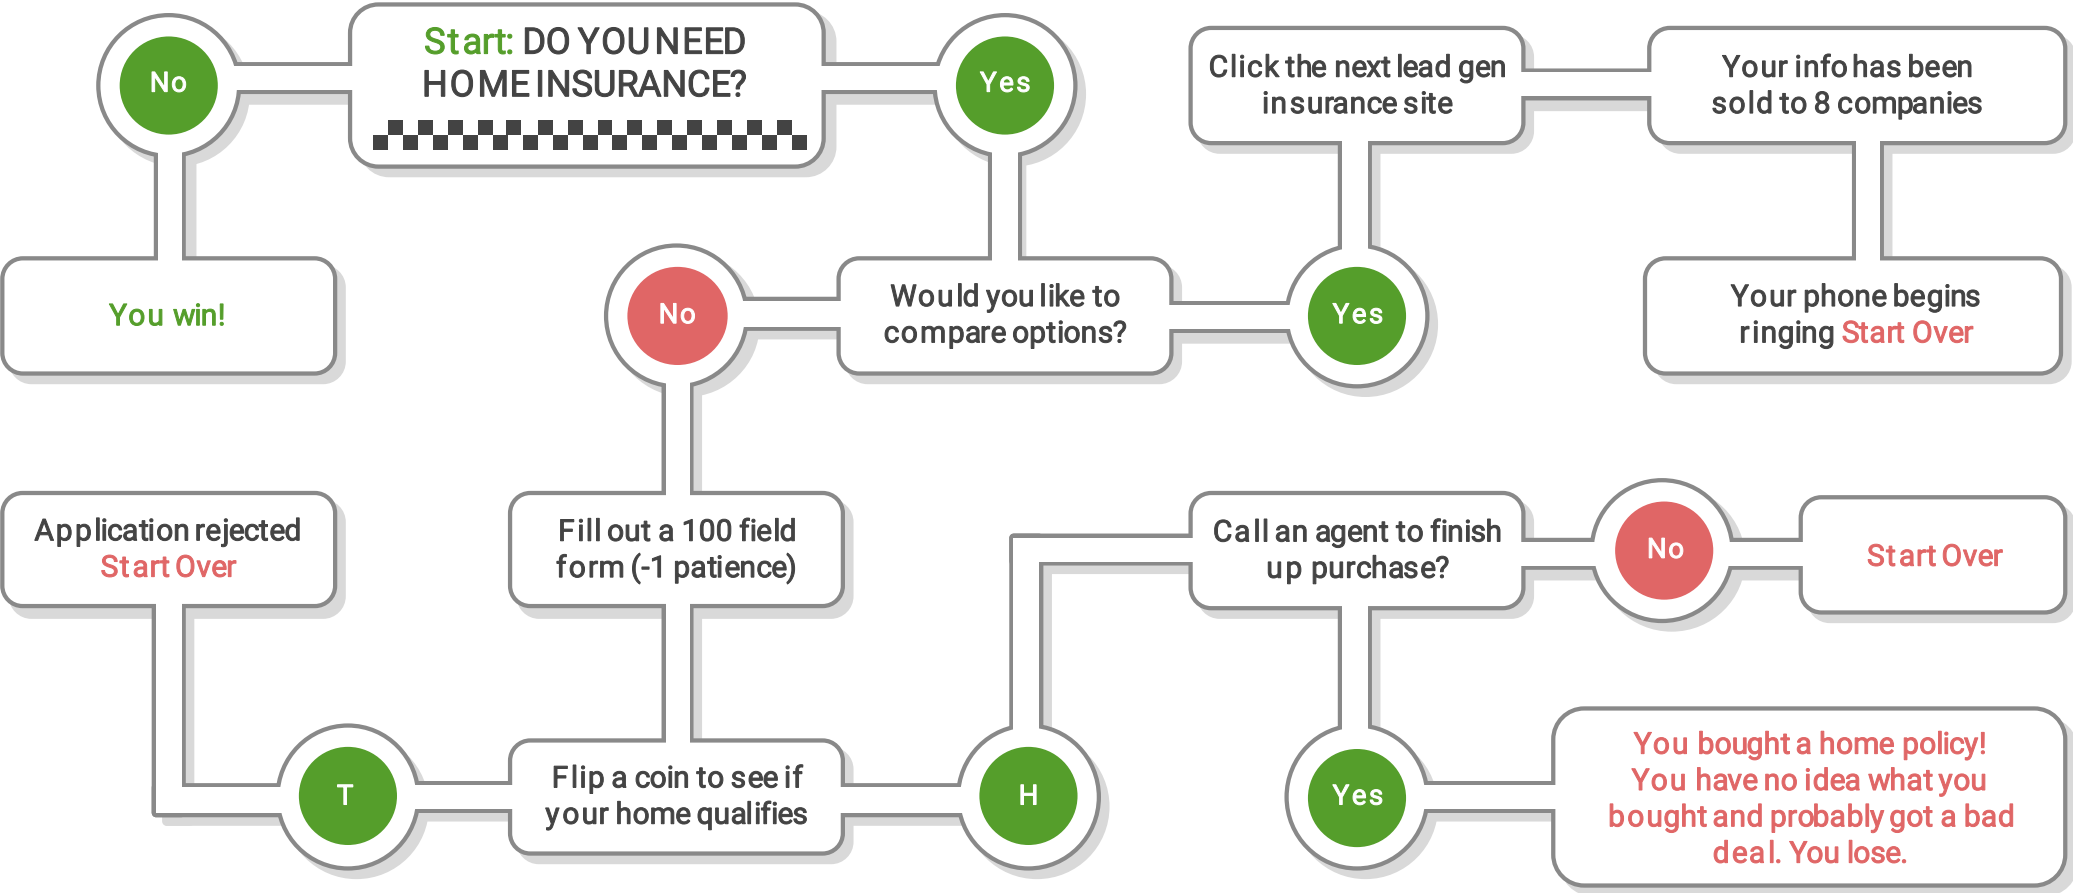 No
Start: DO YOU NEED
HOME INSURANCE?
Yes
Click the next lead gen
insurance site
Your info has been
sold to 8 companies
You win!
No
Would you like to
compare options?
Yes
Your phone begins
ringing Start Over
Application rejected
Start Over
Fill out a 100 field
form (-1 patience)
Call an agent to finish
up purchase?
No
Start Over
T
Flip a coin to see if
your home qualifies
H
Yes
You bought a home policy!
You have no idea what you
bought and probably got a bad
deal. You lose.